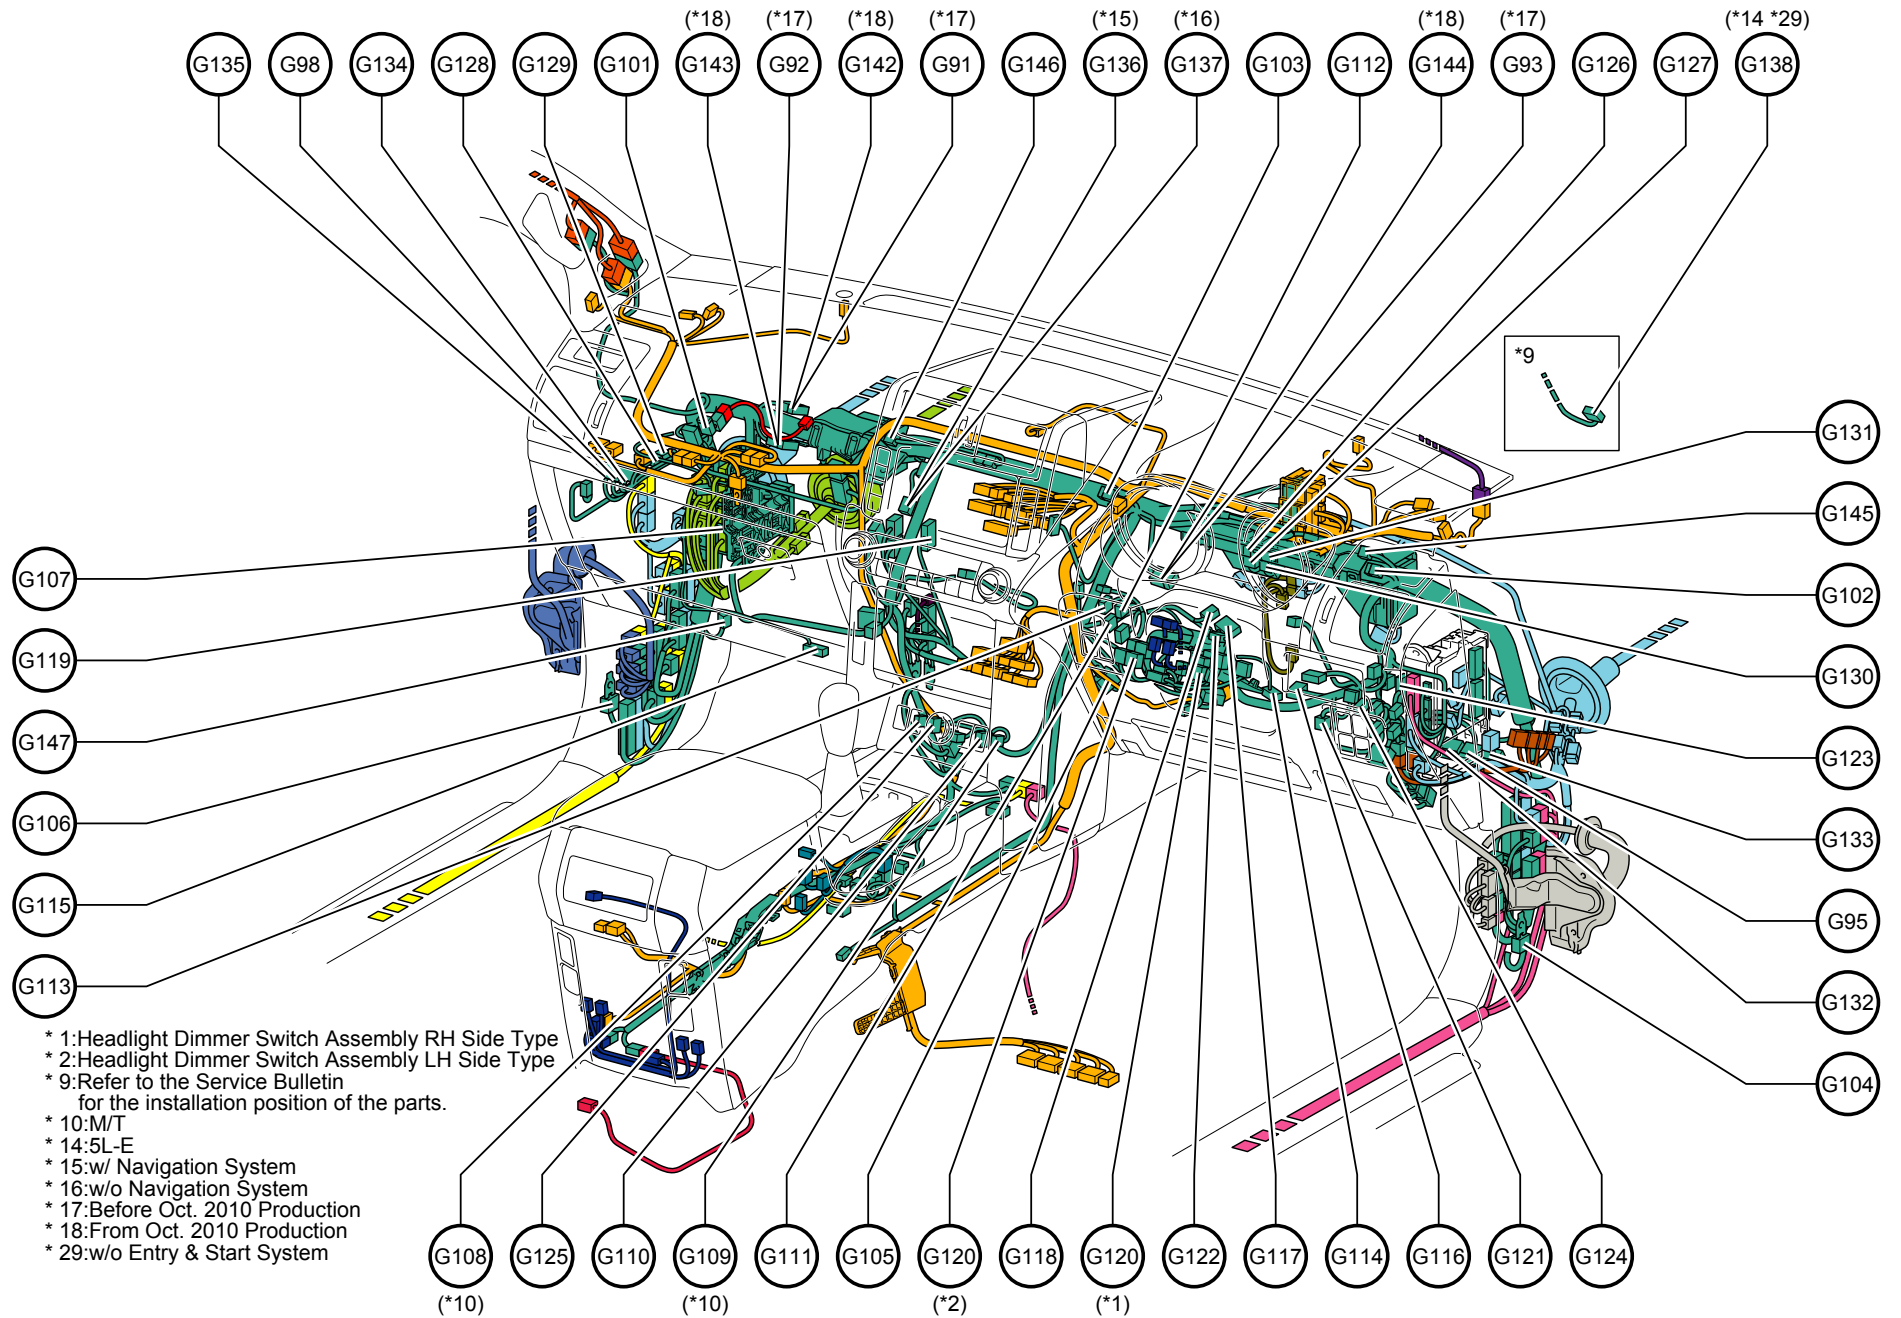 (*18) (*17) (*18) (*17) (*15) (*16) (*18) (*17) (*14 *29)
G135 G98 G134 G128 G129 G101 G143 G92 G142 G91 G146 G136 G137 G103 G112 G144 G93 G126 G127 G138
*9
G131
G145
G107
G102
G119
G130
G147
G123
G106
G133
G115
G95
G113
G132
* 1:Headlight Dimmer Switch Assembly RH Side Type
* 2:Headlight Dimmer Switch Assembly LH Side Type
* 9:Refer to the Service Bulletin
for the installation position of the parts.
G104
* 10:M/T
* 14:5L-E
* 15:w/ Navigation System
* 16:w/o Navigation System
* 17:Before Oct. 2010 Production
* 18:From Oct. 2010 Production
* 29:w/o Entry & Start System
G108 G125 G110 G109 G111 G105 G120 G118 G120 G122 G117 G114 G116 G121 G124
(*10) (*10) (*2) (*1)